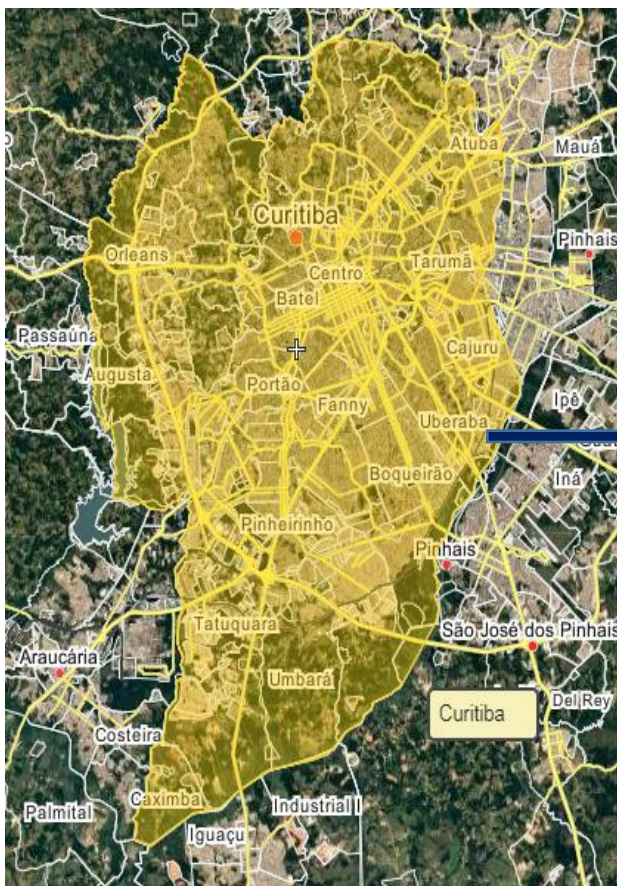 Atuba
Mauá
Curitiba
Pinhais
Orleans
Centro
Tarumã
Batel
Passaúna
Augusta
Cajuru
Portão
Fanny
Ipê
Uberaba
Boqueirão
Iná
Pinheirinho
Pinhais
Tatuquara
São José dos Pinhais
Araucária
Umbará
Del Rey
Curitiba
Costeira
Caximba
Palmital
Industrial I
Iguaçu